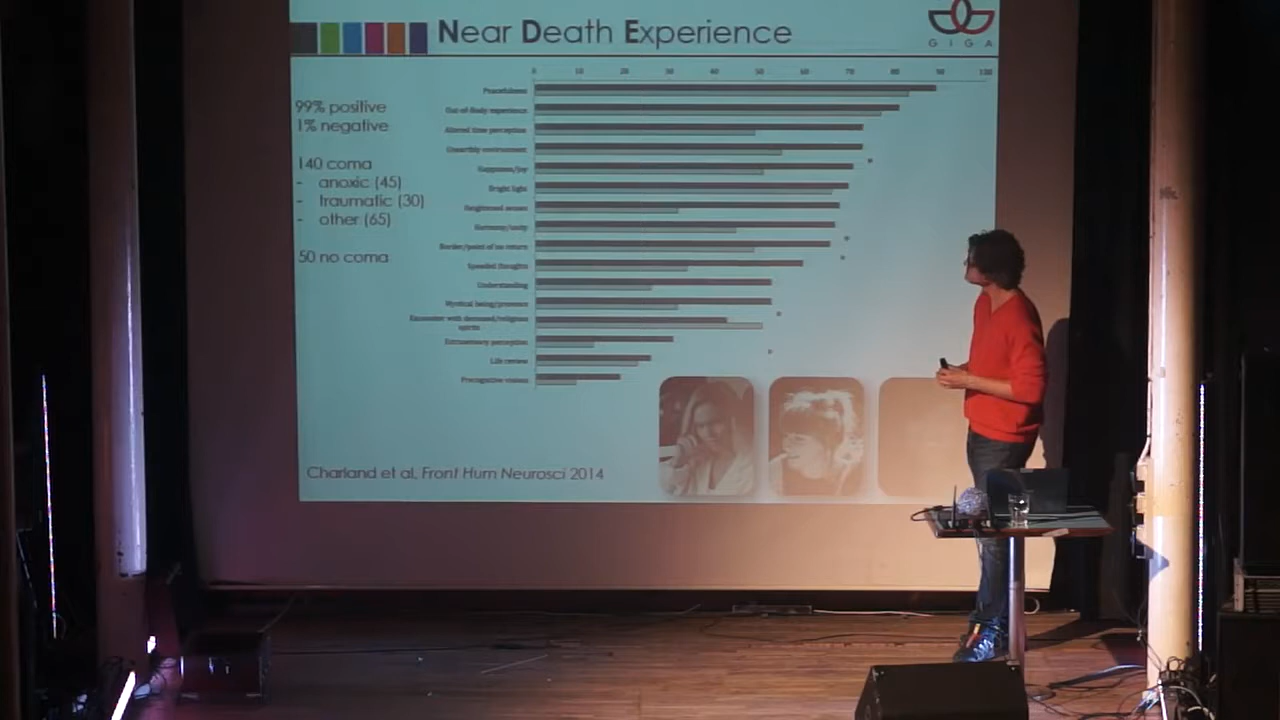 Near Death Experience
GIGA
99% positive
1% negative
140 coma
- anoxic (45)
- traumatic (30)
- other (65)
50 no coma
0 10 20 30 40 50 60 70 80 90 100
Peacefulness
Out-of-Body experience
Altered time perception
Unearthly environment
Happiness/joy
Bright light
Heightened senses
Harmony/unity
Border/point of no return
Speeded thoughts
Understanding
Mystical being/presence
Encounter with deceased/religious
spirits
Extrasensory perception
Life review
Precognitive visions
Charland et al, Front Hum Neurosci 2014